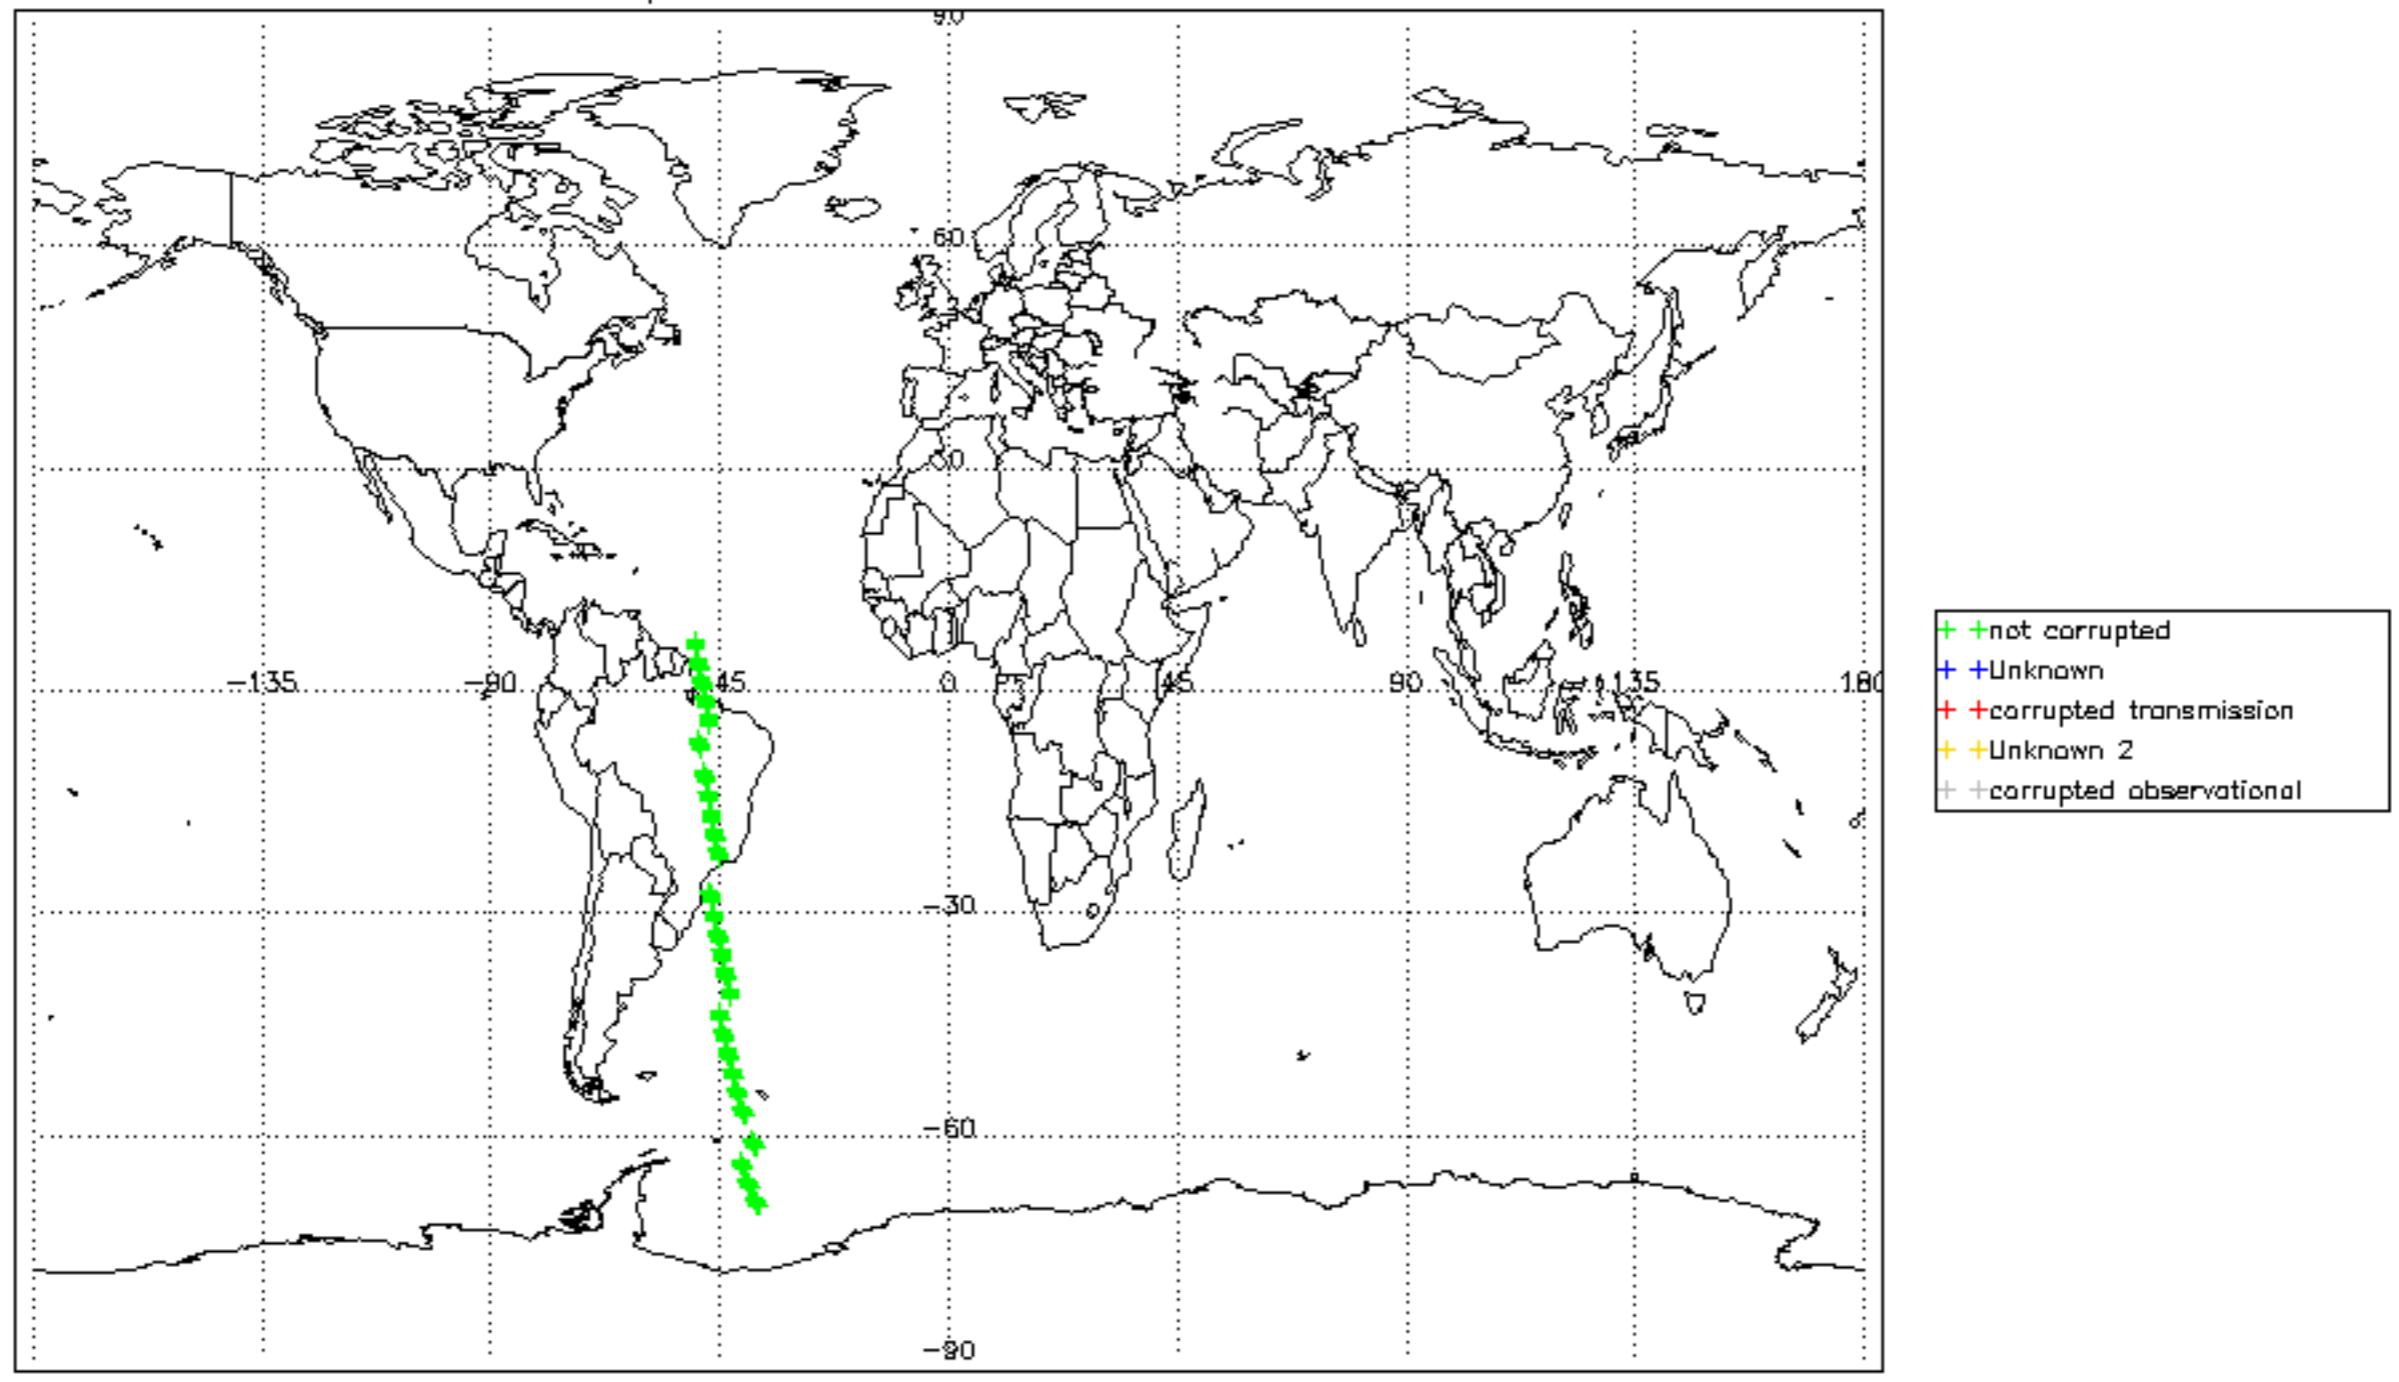 90
60
30
-135 -90 -45 0 45 90 135 180
-30
-60
-90
not corrupted
Unknown
corrupted transmission
Unknown 2
corrupted observational